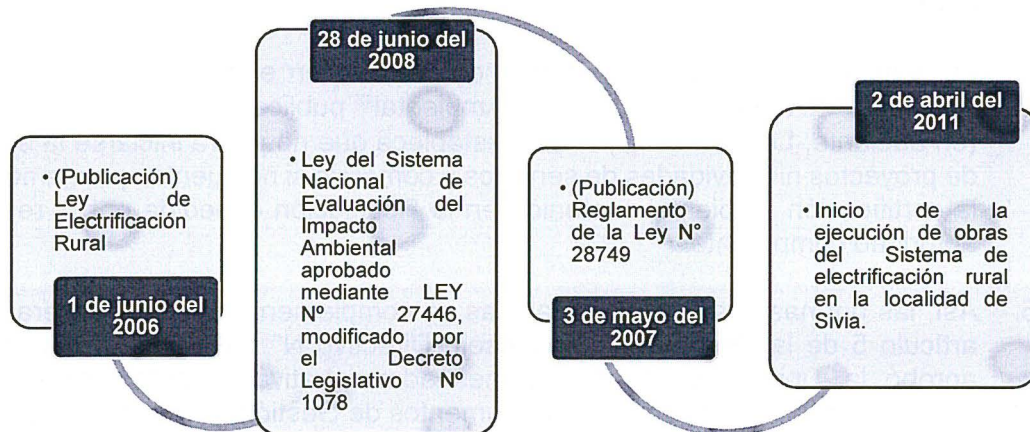 • (Publicación)
Ley de
Electrificación
Rural
1 de junio del
2006
28 de junio del
2008
• Ley del Sistema
Nacional de
Evaluación del
Impacto
Ambiental
aprobado
mediante LEY
Nº 27446,
modificado por
el Decreto
Legislativo Nº
1078
• (Publicación)
Reglamento
de la Ley N°
28749
3 de mayo del
2007
2 de abril del
2011
• Inicio de la
ejecución de obras
del Sistema de
electrificación rural
en la localidad de
Sivia.